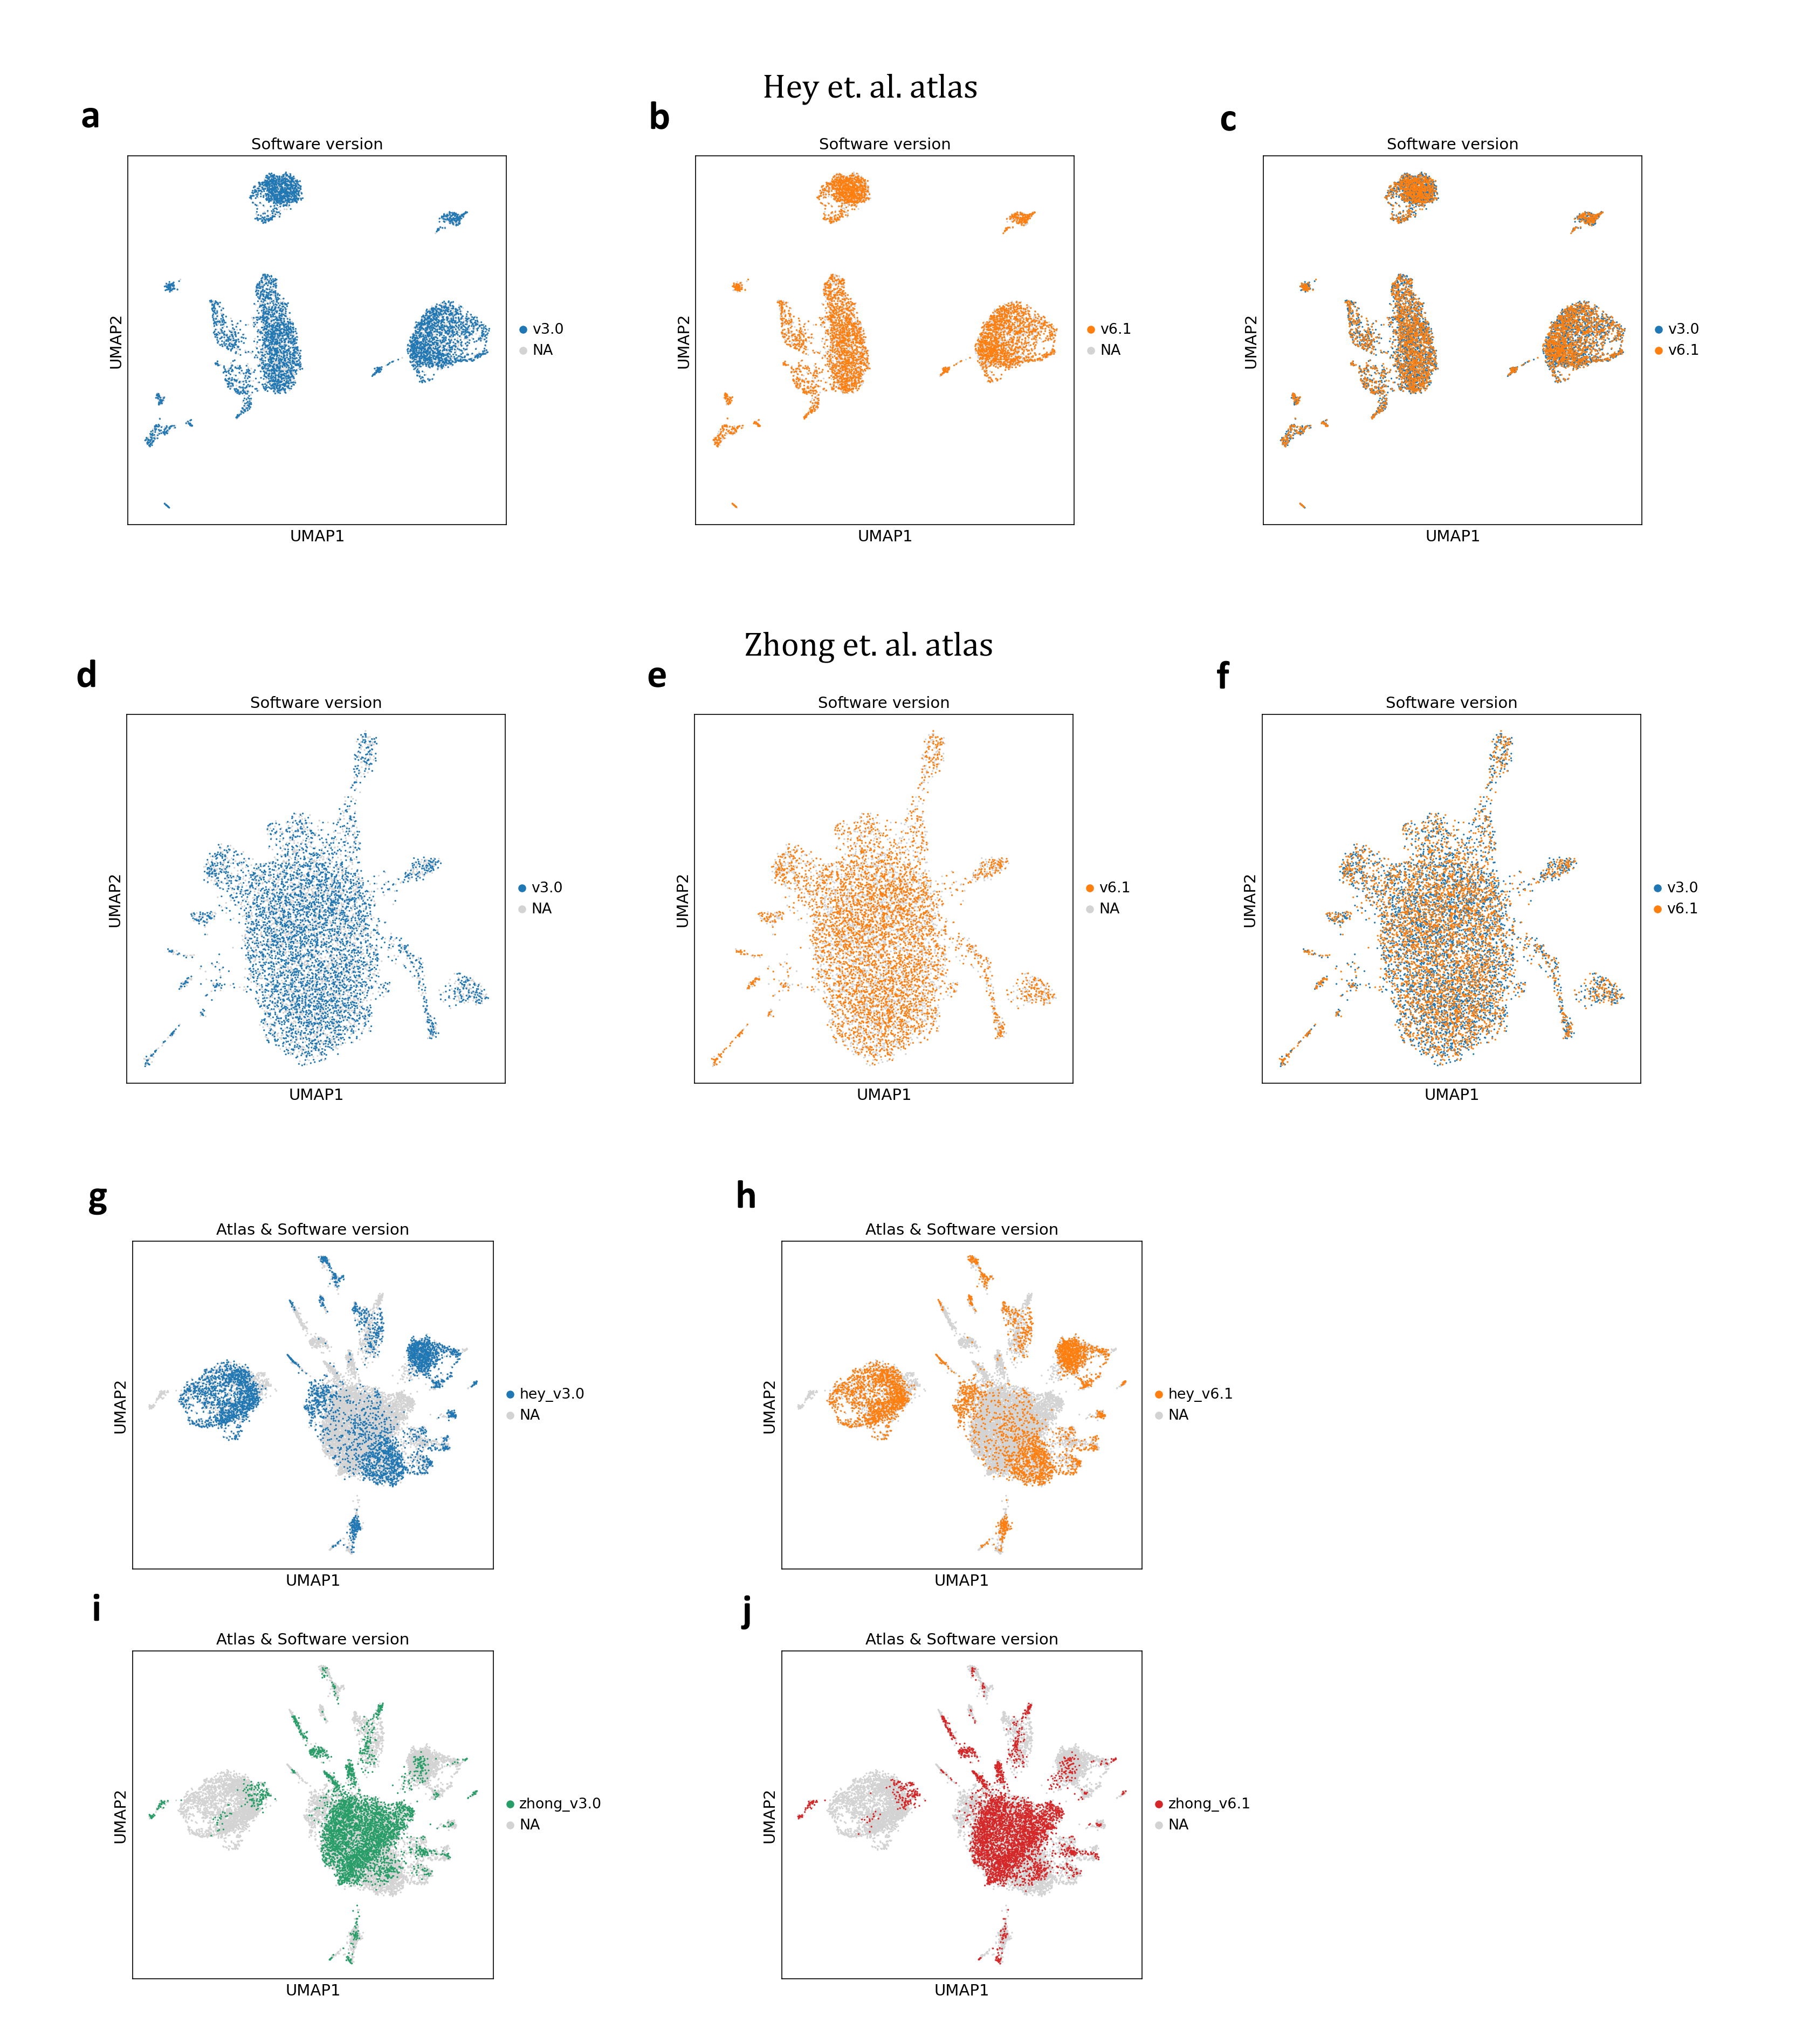 Hey et. al. atlas
a
b
c
Software version
Software version
Software version
UMAP2
v3.0
NA
UMAP1
UMAP2
v6.1
NA
UMAP1
UMAP2
v3.0
v6.1
UMAP1
Zhong et. al. atlas
d
e
f
Software version
Software version
Software version
UMAP2
v3.0
NA
UMAP1
UMAP2
v6.1
NA
UMAP1
UMAP2
v3.0
v6.1
UMAP1
g
h
Atlas & Software version
Atlas & Software version
UMAP2
hey_v3.0
NA
UMAP1
UMAP2
hey_v6.1
NA
UMAP1
i
j
Atlas & Software version
Atlas & Software version
UMAP2
zhong_v3.0
NA
UMAP1
UMAP2
zhong_v6.1
NA
UMAP1